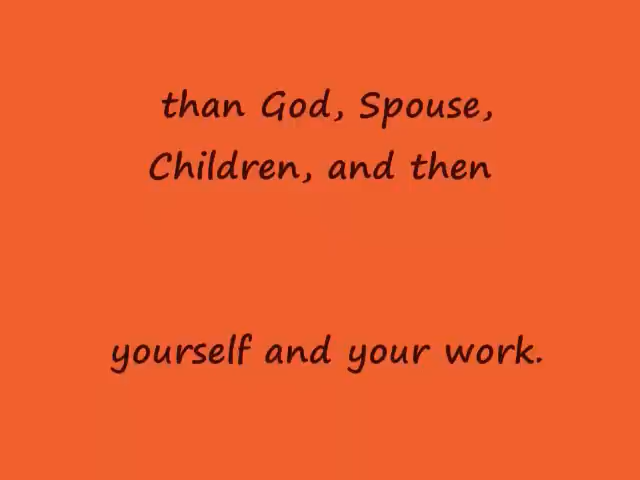 than God, Spouse,
Children, and then
yourself and your work.